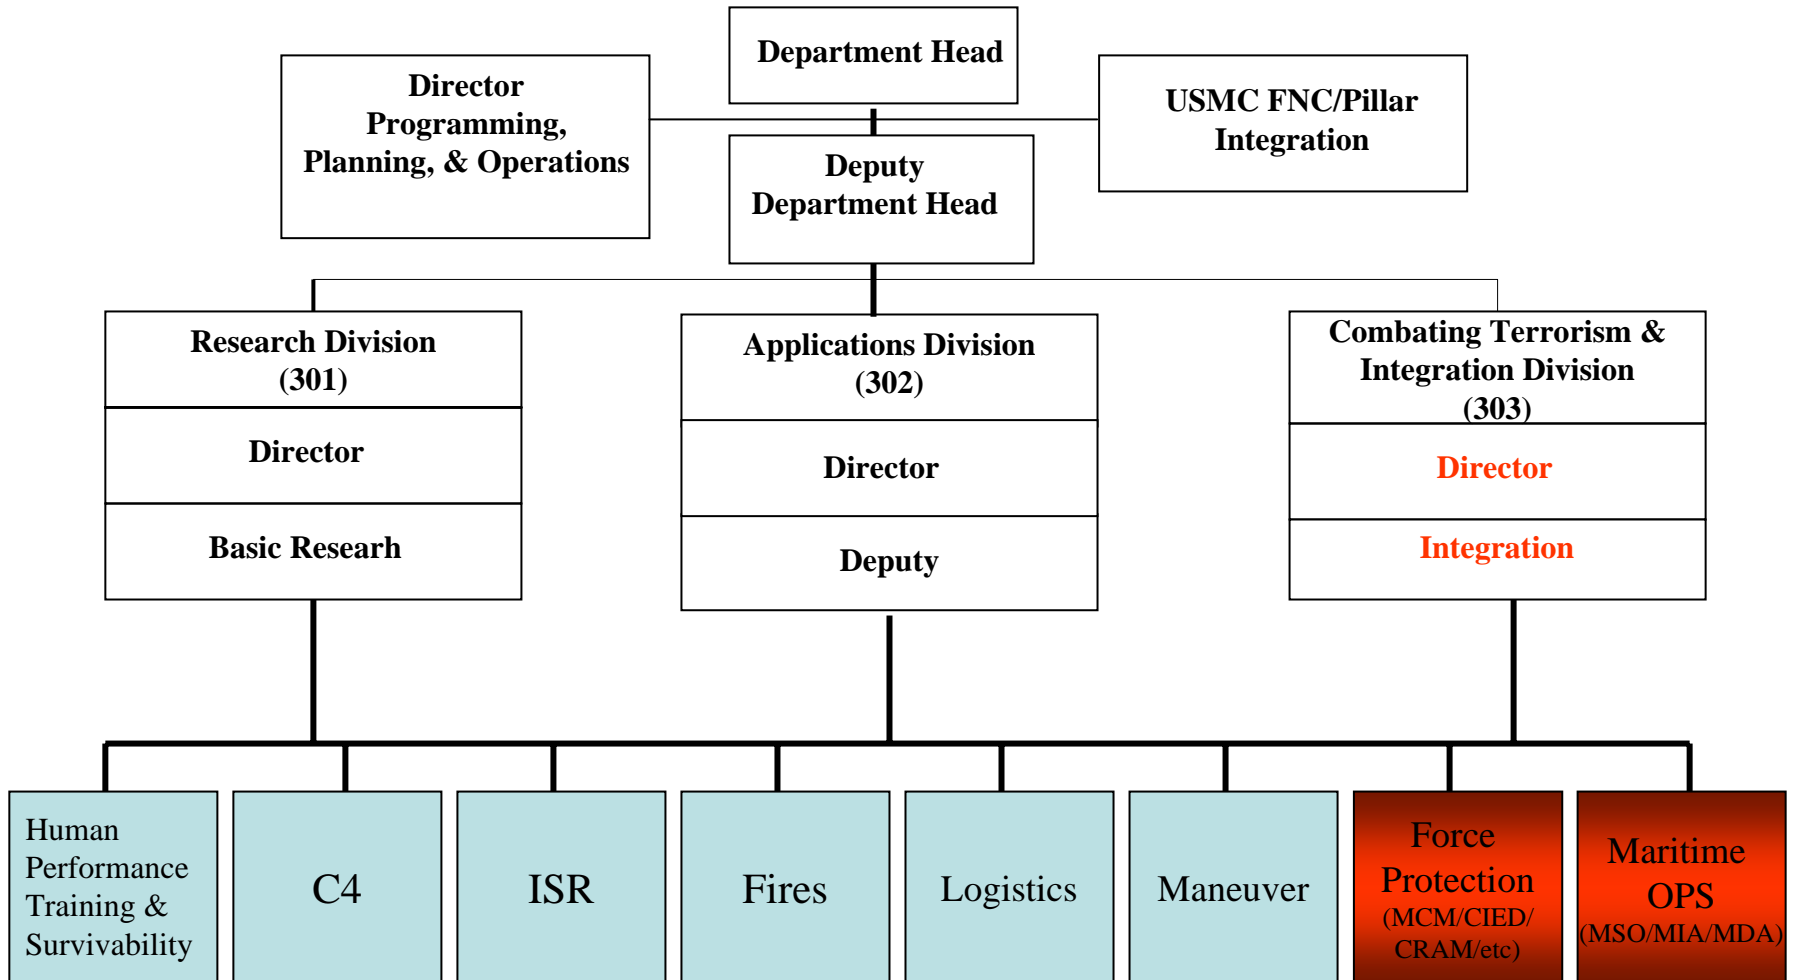 Department Head
Director
Programming,
Planning, & Operations
USMC FNC/Pillar
Integration
Deputy
Department Head
Research Division
(301)
Director
Basic Researh
Applications Division
(302)
Director
Deputy
Combating Terrorism &
Integration Division
(303)
Director
Integration
Human
Performance
Training &
Survivability
C4
ISR
Fires
Logistics
Maneuver
Force
Protection
(MCM/CIED/
CRAM/etc)
Maritime
OPS
(MSO/MIA/MDA)